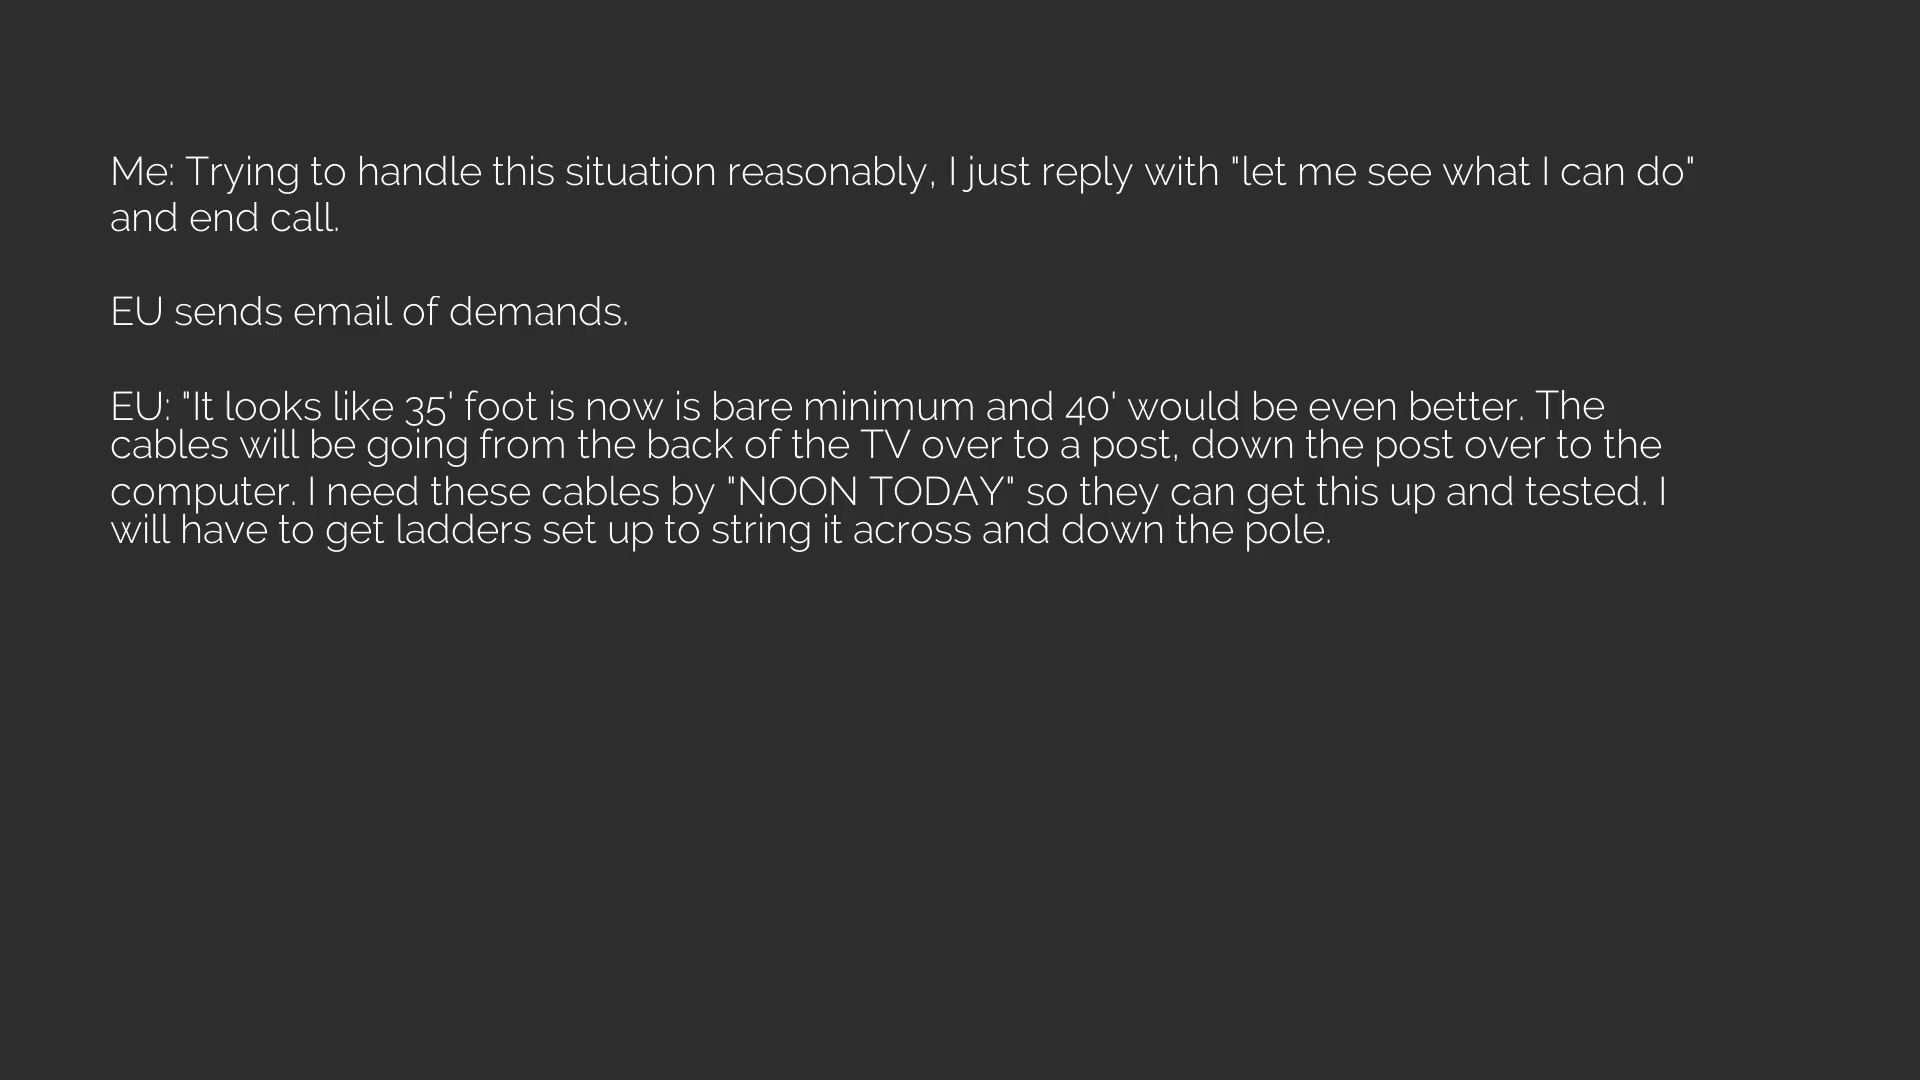 Me: Trying to handle this situation reasonably, I just reply with "let me see what I can do"
and end call.
EU sends email of demands.
EU: "It looks like 35' foot is now is bare minimum and 40' would be even better. The
cables will be going from the back of the TV over to a post, down the post over to the
computer. I need these cables by "NOON TODAY" so they can get this up and tested. I
will have to get ladders set up to string it across and down the pole.